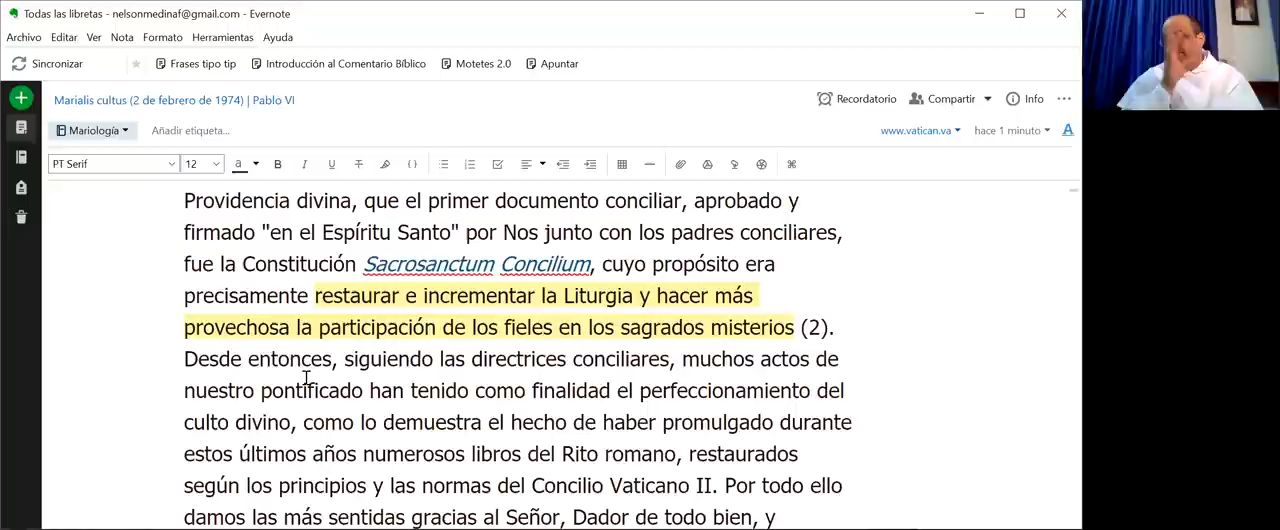 Todas las libretas - nelsonmedinaf@gmail.com - Evernote
Archivo Editar Ver Nota Formato Herramientas Ayuda
Sincronizar Frases tipo tip Introducción al Comentario Bíblico Motetes 2.0 Apuntar
Marialis cultus (2 de febrero de 1974) | Pablo VI Recordatorio Compartir Info
Mariología Añadir etiqueta... www.vatican.va hace 1 minuto A
PT Serif 12 a B I U T
Providencia divina, que el primer documento conciliar, aprobado y
firmado "en el Espíritu Santo" por Nos junto con los padres conciliares,
fue la Constitución Sacrosanctum Concilium, cuyo propósito era
precisamente restaurar e incrementar la Liturgia y hacer más
provechosa la participación de los fieles en los sagrados misterios (2).
Desde entonces, siguiendo las directrices conciliares, muchos actos de
nuestro pontificado han tenido como finalidad el perfeccionamiento del
culto divino, como lo demuestra el hecho de haber promulgado durante
estos últimos años numerosos libros del Rito romano, restaurados
según los principios y las normas del Concilio Vaticano II. Por todo ello
damos las más sentidas gracias al Señor, Dador de todo bien, y